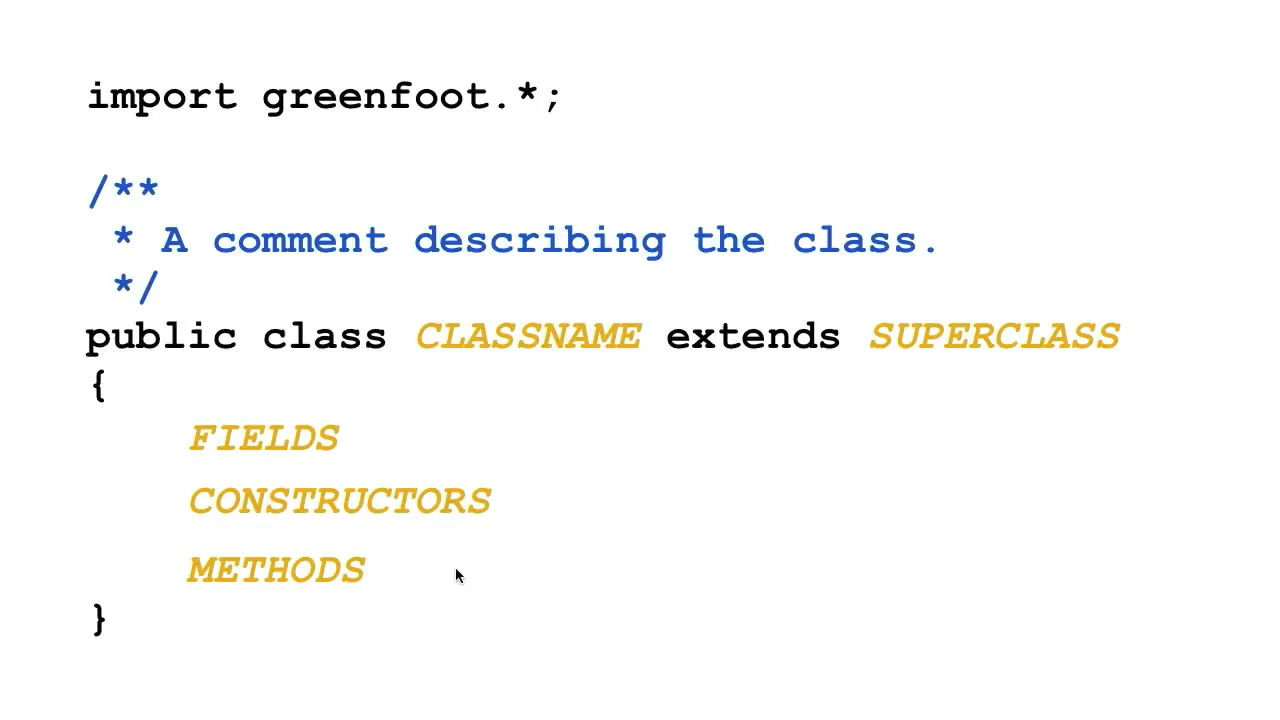 import greenfoot.*;
/**
* A comment describing the class.
*/
public class CLASSNAME extends SUPERCLASS
{
FIELDS
CONSTRUCTORS
METHODS
}